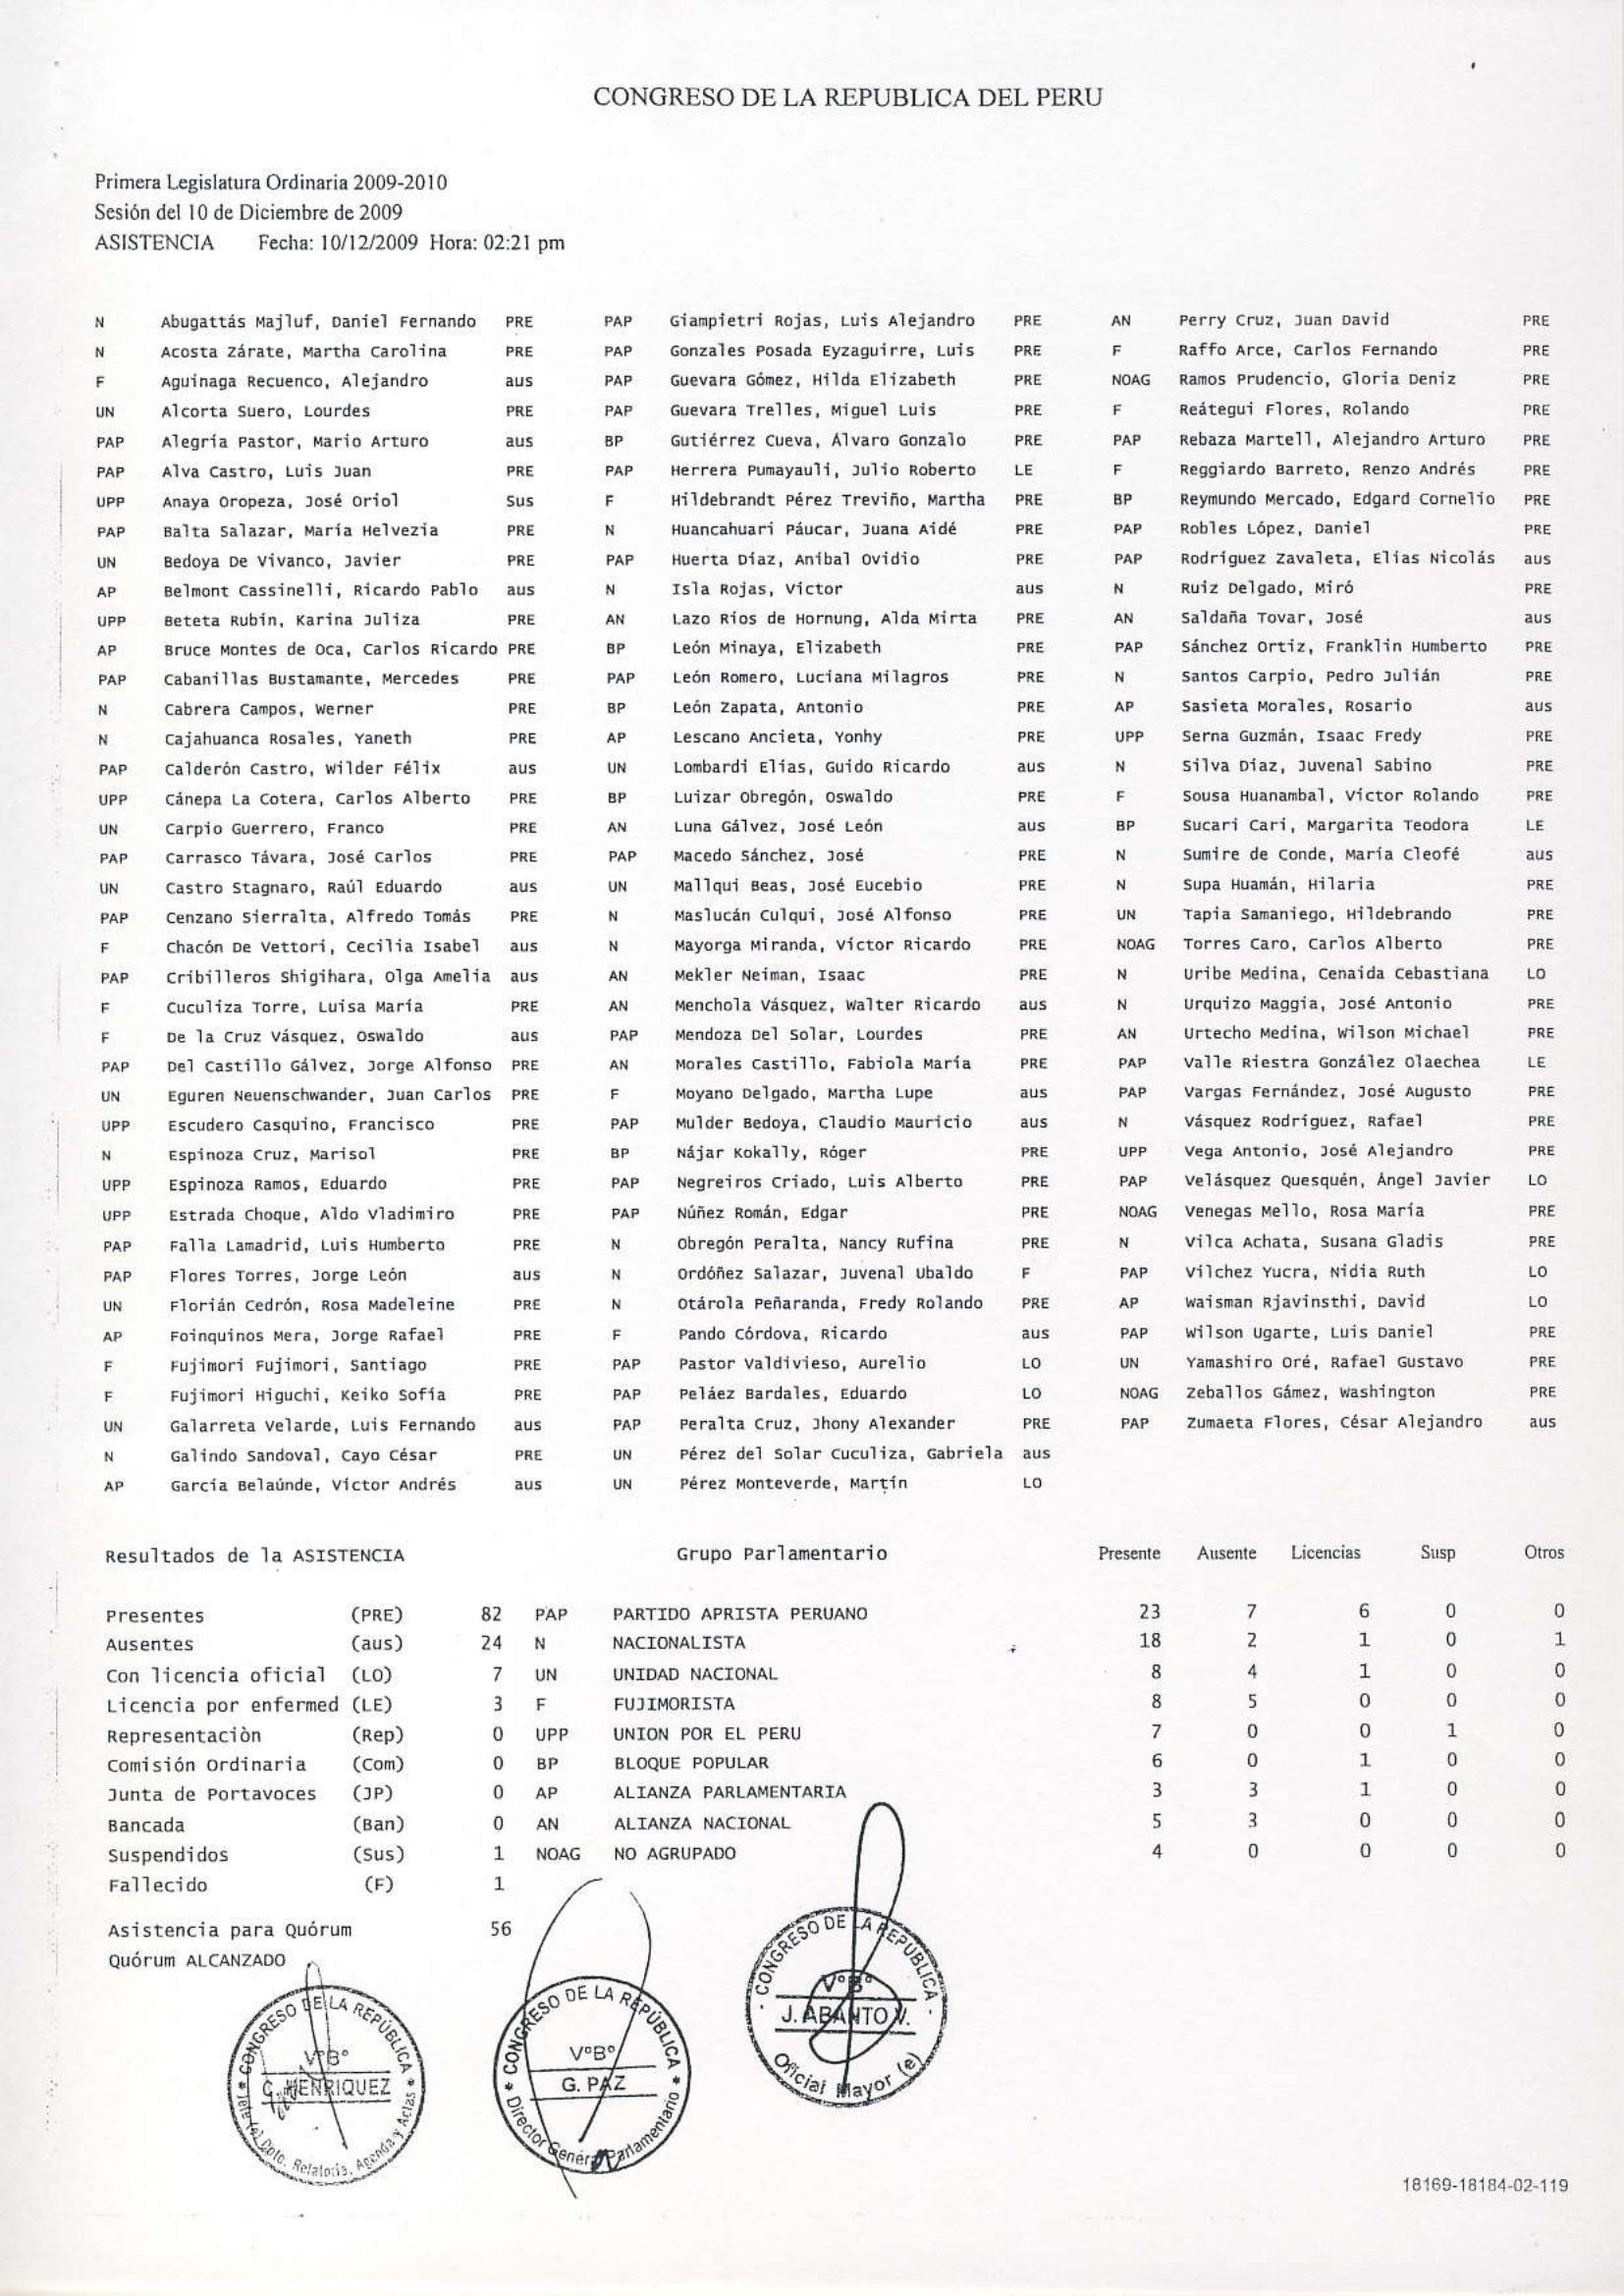 CONGRESO DE LA REPUBLICA DEL PERU
Primera Legislatura Ordinaria 2009-2010
Sesión del 10 de Diciembre de 2009
ASISTENCIA Fecha: 10/12/2009 Hora: 02:21 pm
N Abugattás Majluf, Daniel Fernando PRE PAP Giampietri Rojas, Luis Alejandro PRE AN Perry Cruz, Juan David PRE
N Acosta Zárate, Martha Carolina PRE PAP Gonzales Posada Eyzaguirre, Luis PRE F Raffo Arce, Carlos Fernando PRE
F Aguinaga Recuenco, Alejandro aus PAP Guevara Gómez, Hilda Elizabeth PRE NOAG Ramos Prudencio, Gloria Deniz PRE
UN Alcorta Suero, Lourdes PRE PAP Guevara Trelles, Miguel Luis PRE F Reátegui Flores, Rolando PRE
PAP Alegría Pastor, Mario Arturo aus BP Gutiérrez Cueva, Álvaro Gonzalo PRE PAP Rebaza Martell, Alejandro Arturo PRE
PAP Alva Castro, Luis Juan PRE PAP Herrera Pumayauli, Julio Roberto LE F Reggiardo Barreto, Renzo Andrés PRE
UPP Anaya Oropeza, José Oriol Sus F Hildebrandt Pérez Treviño, Martha PRE BP Reymundo Mercado, Edgard Cornelio PRE
PAP Balta Salazar, María Helvezia PRE N Huancahuari Páucar, Juana Aidé PRE PAP Robles López, Daniel PRE
UN Bedoya De Vivanco, Javier PRE PAP Huerta Díaz, Aníbal Ovidio PRE PAP Rodríguez Zavaleta, Elias Nicolás aus
AP Belmont Cassinelli, Ricardo Pablo aus N Isla Rojas, Víctor aus N Ruiz Delgado, Miró PRE
UPP Beteta Rubín, Karina Juliza PRE AN Lazo Ríos de Hornung, Alda Mirta PRE AN Saldaña Tovar, José aus
AP Bruce Montes de Oca, Carlos Ricardo PRE BP León Minaya, Elizabeth PRE PAP Sánchez Ortiz, Franklin Humberto PRE
PAP Cabanillas Bustamante, Mercedes PRE PAP León Romero, Luciana Milagros PRE N Santos Carpio, Pedro Julián PRE
N Cabrera Campos, Werner PRE BP León Zapata, Antonio PRE AP Sasieta Morales, Rosario aus
N Cajahuanca Rosales, Yaneth PRE AP Lescano Ancieta, Yonhy PRE UPP Serna Guzmán, Isaac Fredy PRE
PAP Calderón Castro, Wilder Félix aus UN Lombardi Elías, Guido Ricardo aus N Silva Díaz, Juvenal Sabino PRE
UPP Cánepa La Cotera, Carlos Alberto PRE BP Luizar Obregón, Oswaldo PRE F Sousa Huanambal, Víctor Rolando PRE
UN Carpio Guerrero, Franco PRE AN Luna Gálvez, José León aus BP Sucari Cari, Margarita Teodora LE
PAP Carrasco Távara, José Carlos PRE PAP Macedo Sánchez, José PRE N Sumire de Conde, María Cleofé aus
UN Castro Stagnaro, Raúl Eduardo aus UN Mallqui Beas, José Eucebio PRE N Supa Huamán, Hilaria PRE
PAP Cenzano Sierralta, Alfredo Tomás PRE N Maslucán Culqui, José Alfonso PRE UN Tapia Samaniego, Hildebrando PRE
F Chacón De Vettori, Cecilia Isabel aus N Mayorga Miranda, Víctor Ricardo PRE NOAG Torres Caro, Carlos Alberto PRE
PAP Cribilleros Shigihara, Olga Amelia aus AN Mekler Neiman, Isaac PRE N Uribe Medina, Cenaida Cebastiana LO
F Cuculiza Torre, Luisa María PRE AN Menchola Vásquez, Walter Ricardo aus N Urquizo Maggia, José Antonio PRE
F De la Cruz Vásquez, Oswaldo aus PAP Mendoza Del Solar, Lourdes PRE AN Urtecho Medina, Wilson Michael PRE
PAP Del Castillo Gálvez, Jorge Alfonso PRE AN Morales Castillo, Fabiola María PRE PAP Valle Riestra González Olaechea LE
UN Eguren Neuenschwander, Juan Carlos PRE F Moyano Delgado, Martha Lupe aus PAP Vargas Fernández, José Augusto PRE
UPP Escudero Casquino, Francisco PRE PAP Mulder Bedoya, Claudio Mauricio aus N Vásquez Rodríguez, Rafael PRE
N Espinoza Cruz, Marisol PRE BP Nájar Kokally, Róger PRE UPP Vega Antonio, José Alejandro PRE
UPP Espinoza Ramos, Eduardo PRE PAP Negreiros Criado, Luis Alberto PRE PAP Velásquez Quesquén, Ángel Javier LO
UPP Estrada Choque, Aldo Vladimiro PRE PAP Núñez Román, Edgar PRE NOAG Venegas Mello, Rosa María PRE
PAP Falla Lamadrid, Luis Humberto PRE N Obregón Peralta, Nancy Rufina PRE N Vilca Achata, Susana Gladis PRE
PAP Flores Torres, Jorge León aus N Ordóñez Salazar, Juvenal Ubaldo F PAP Vilchez Yucra, Nidia Ruth LO
UN Florián Cedrón, Rosa Madeleine PRE N Otárola Peñaranda, Fredy Rolando PRE AP Waisman Rjavinsthi, David LO
AP Foinquinos Mera, Jorge Rafael PRE F Pando Córdova, Ricardo aus PAP Wilson Ugarte, Luis Daniel PRE
F Fujimori Fujimori, Santiago PRE PAP Pastor Valdivieso, Aurelio LO UN Yamashiro Oré, Rafael Gustavo PRE
F Fujimori Higuchi, Keiko Sofía PRE PAP Peláez Bardales, Eduardo LO NOAG Zeballos Gámez, Washington PRE
UN Galarreta Velarde, Luis Fernando aus PAP Peralta Cruz, Jhony Alexander PRE PAP Zumaeta Flores, César Alejandro aus
N Galindo Sandoval, Cayo César PRE UN Pérez del Solar Cuculiza, Gabriela aus
AP García Belaúnde, Víctor Andrés aus UN Pérez Monteverde, Martín LO
Resultados de la ASISTENCIA Grupo Parlamentario Presente Ausente Licencias Susp Otros
Presentes (PRE) 82 PAP PARTIDO APRISTA PERUANO 23 7 6 0 0
Ausentes (aus) 24 N NACIONALISTA 18 2 1 0 1
Con licencia oficial (LO) 7 UN UNIDAD NACIONAL 8 4 1 0 0
Licencia por enfermed (LE) 3 F FUJIMORISTA 8 5 0 0 0
Representaciòn (Rep) 0 UPP UNION POR EL PERU 7 0 0 1 0
Comisión Ordinaria (Com) 0 BP BLOQUE POPULAR 6 0 1 0 0
Junta de Portavoces (JP) 0 AP ALIANZA PARLAMENTARIA 3 3 1 0 0
Bancada (Ban) 0 AN ALIANZA NACIONAL 5 3 0 0 0
Suspendidos (Sus) 1 NOAG NO AGRUPADO 4 0 0 0 0
Fallecido (F) 1
Asistencia para Quórum 56
Quórum ALCANZADO
CONGRESO DE LA REPÚBLICA
V°B°
C. HENRIQUEZ
Jefe (e) Dpto. Relatoría, Agenda y Actas
CONGRESO DE LA REPÚBLICA
V°B°
G. PAZ
Director General Parlamentario
CONGRESO DE LA REPUBLICA
V°B°
J. ABANTO V.
Oficial Mayor (e)
18169-18184-02-119